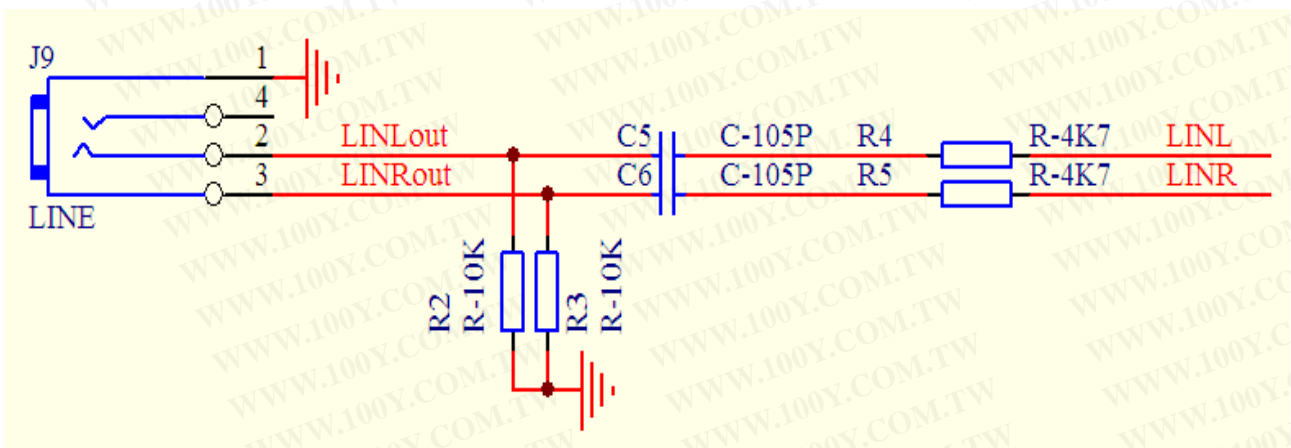 J9
1
4
2
3
LINE
LINLout
LINRout
C5 C-105P R4 R-4K7 LINL
C6 C-105P R5 R-4K7 LINR
R2
R-10K
R3
R-10K
WWW.100Y.COM.TW